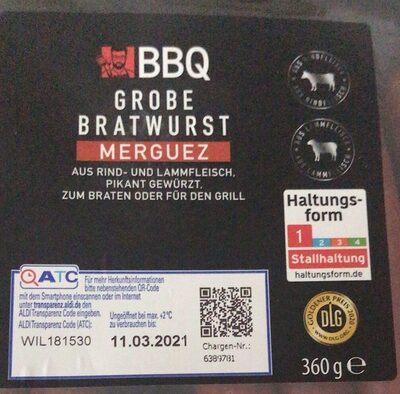 BBQ
GROBE
BRATWURST
MERGUEZ
AUS RIND- UND LAMMFLEISCH,
PIKANT GEWÜRZT,
ZUM BRATEN ODER FÜR DEN GRILL
Haltungs-
form
1 2 3 4
Stallhaltung
haltungsform.de
ATC
Für mehr Herkunftsinformationen
bitte nebenstehenden QR-Code
mit dem Smartphone einscannen oder im Internet
unter transparenz.aldi.de den
ALDI Transparenz Code eingeben.
ALDI Transparenz Code (ATC):
WIL181530
Ungeöffnet bei max. +2°C
zu verbrauchen bis:
11.03.2021
Chargen-Nr.:
6389781
GOLDENER PREIS 2020
DLG
360 g e